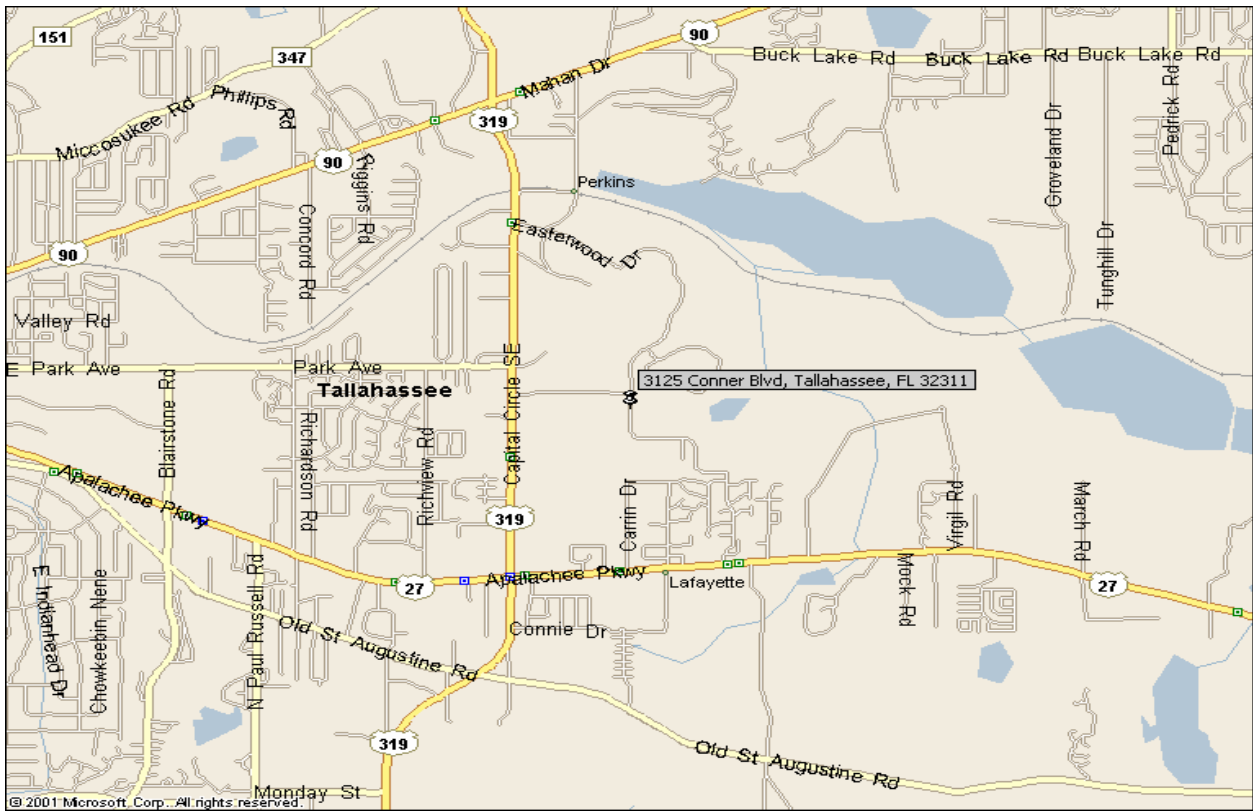 151
90
Buck Lake Rd
Buck Lake Rd
Buck Lake Rd
347
Phillips Rd
Mahan Dr
Miccosukee Rd
319
90
Riggins Rd
Perkins
Groveland Dr
Pedrick Rd
Concord Rd
Easterwood Dr
Tunghill Dr
90
Valley Rd
E Park Ave
Park Ave
Capital Circle SE
3125 Conner Blvd, Tallahassee, FL 32311
Tallahassee
Blairstone Rd
Richardson Rd
Richview Rd
Apalachee Pkwy
Carrin Dr
Virgil Rd
March Rd
319
Apalachee Pkwy
Lafayette
27
27
Mick Rd
E Indianhead Dr
Chowkeebin Nene
N Paul Russell Rd
Old St Augustine Rd
Connie Dr
319
Old St Augustine Rd
Monday St
© 2001 Microsoft Corp. All rights reserved.